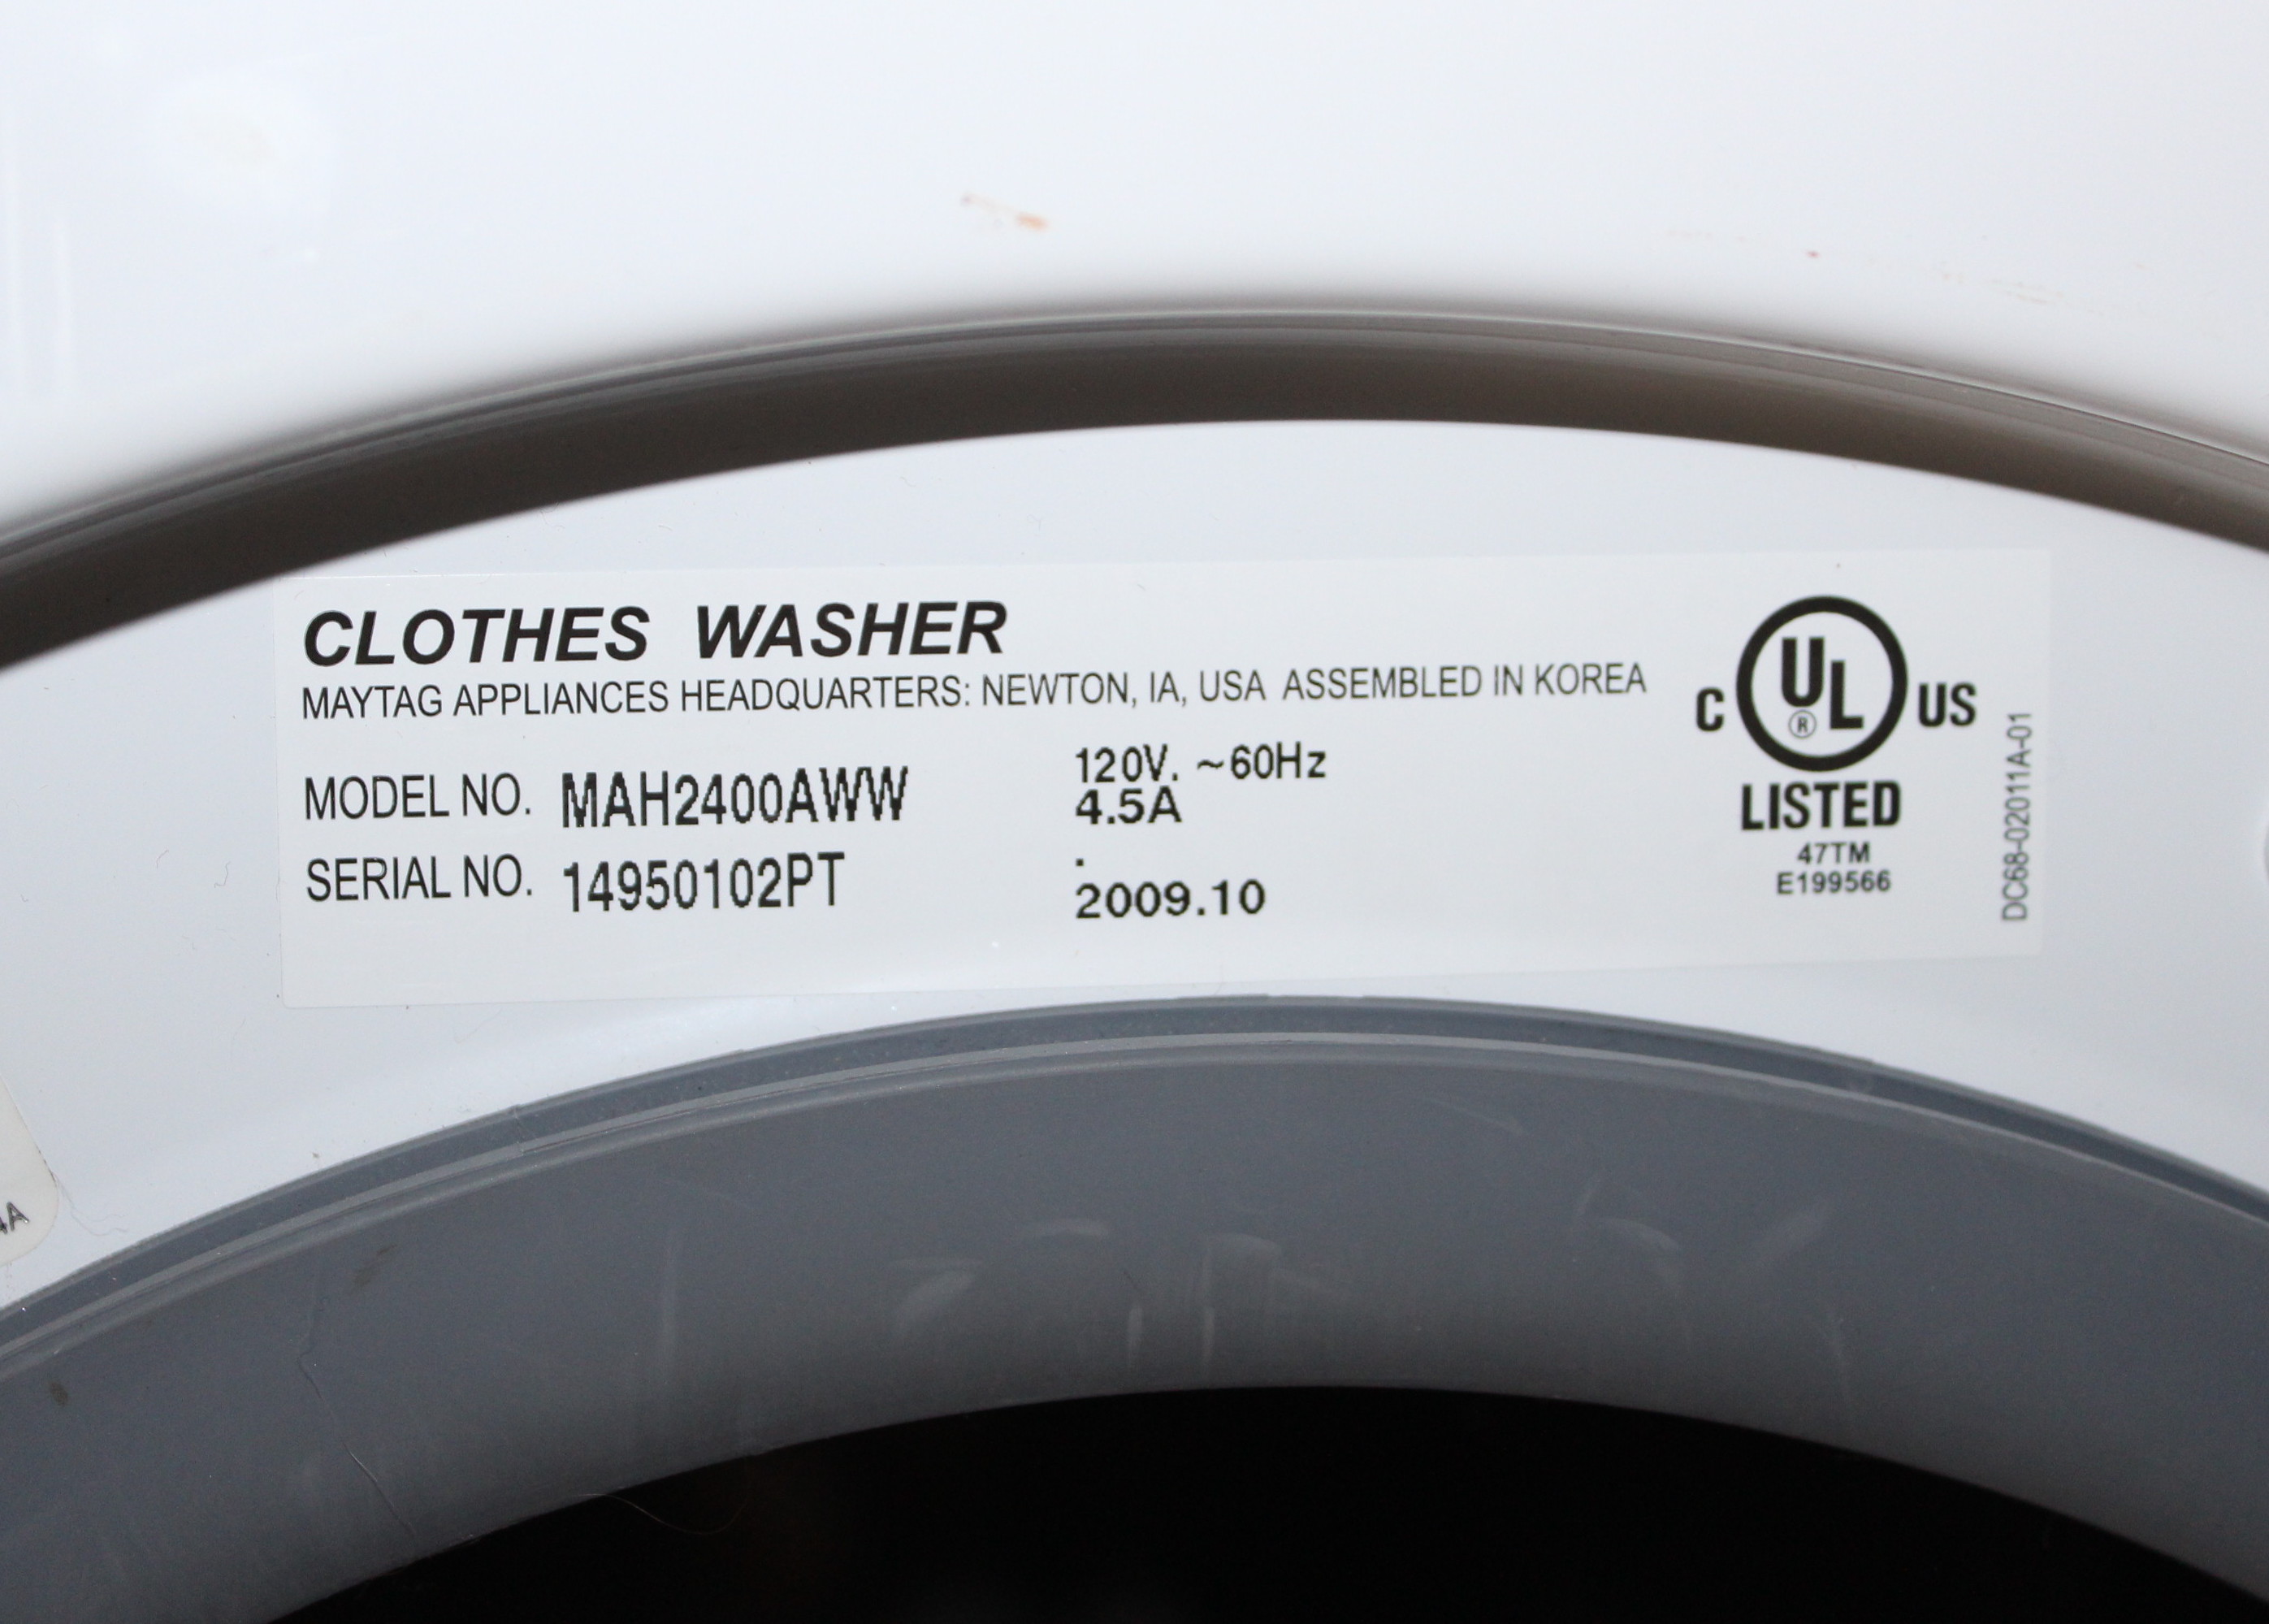 CLOTHES WASHER
MAYTAG APPLIANCES HEADQUARTERS: NEWTON, IA, USA ASSEMBLED IN KOREA
MODEL NO. MAH2400AWW
SERIAL NO. 14950102PT
120V. ~60Hz
4.5A
.
2009.10
C UL® US
LISTED
47TM
E199566
DC68-02011A-01